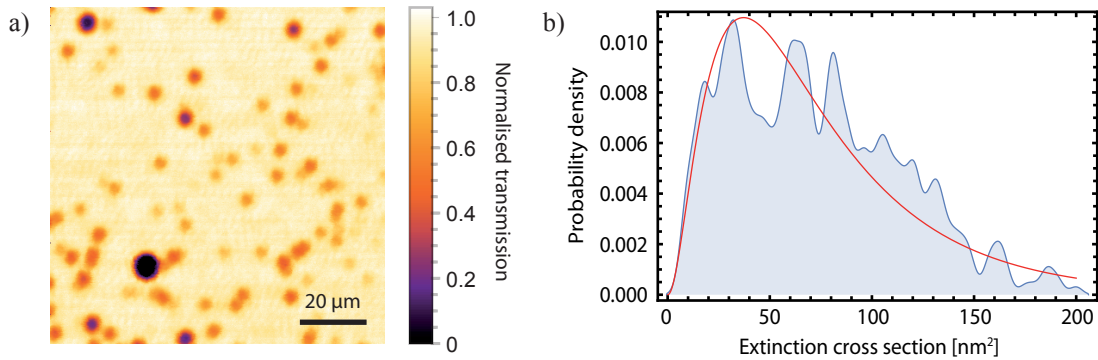 a)
20 µm
1.0
0.8
0.6
0.4
0.2
0
Normalised transmission
b)
Probability density
0.010
0.008
0.006
0.004
0.002
0.000
0 50 100 150 200
Extinction cross section [nm²]